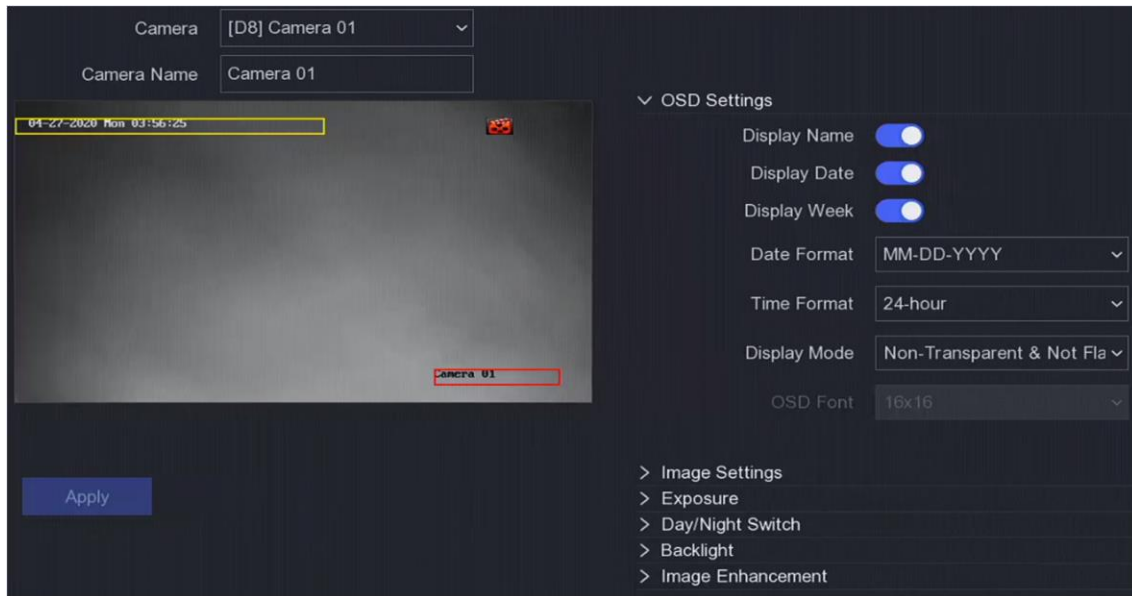 Camera [D8] Camera 01
Camera Name Camera 01
04-27-2020 Mon 03:56:25
Camera 01
Apply
OSD Settings
Display Name
Display Date
Display Week
Date Format MM-DD-YYYY
Time Format 24-hour
Display Mode Non-Transparent & Not Fla
OSD Font 16x16
Image Settings
Exposure
Day/Night Switch
Backlight
Image Enhancement